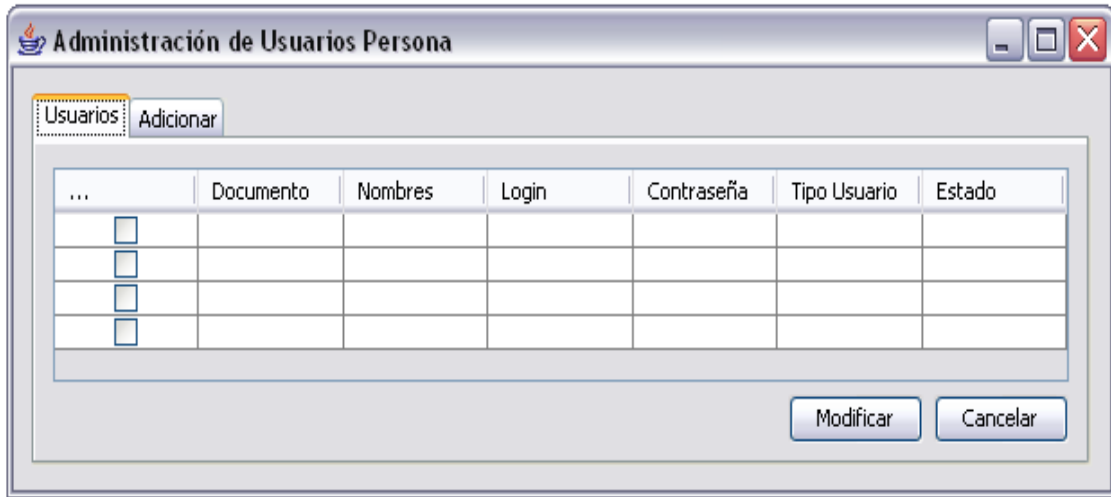 Administración de Usuarios Persona
Usuarios Adicionar
... Documento Nombres Login Contraseña Tipo Usuario Estado
Modificar Cancelar